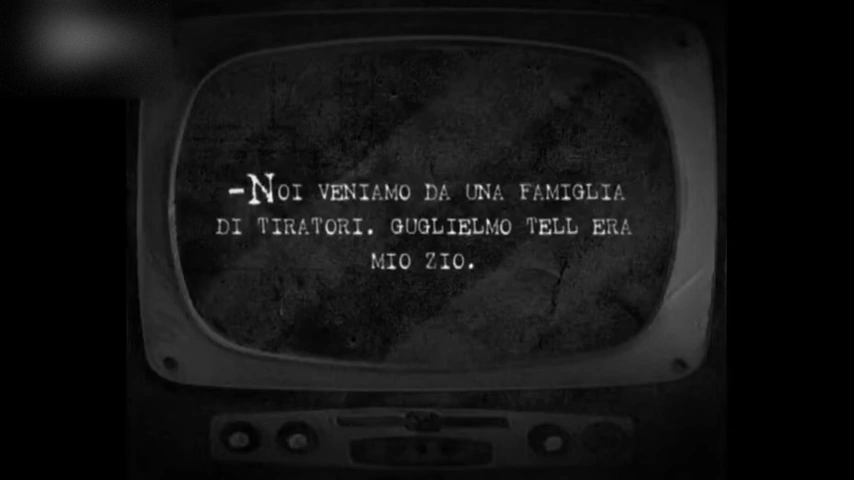 -Noi veniamo da una famiglia
di tiratori. Guglielmo Tell era
mio zio.